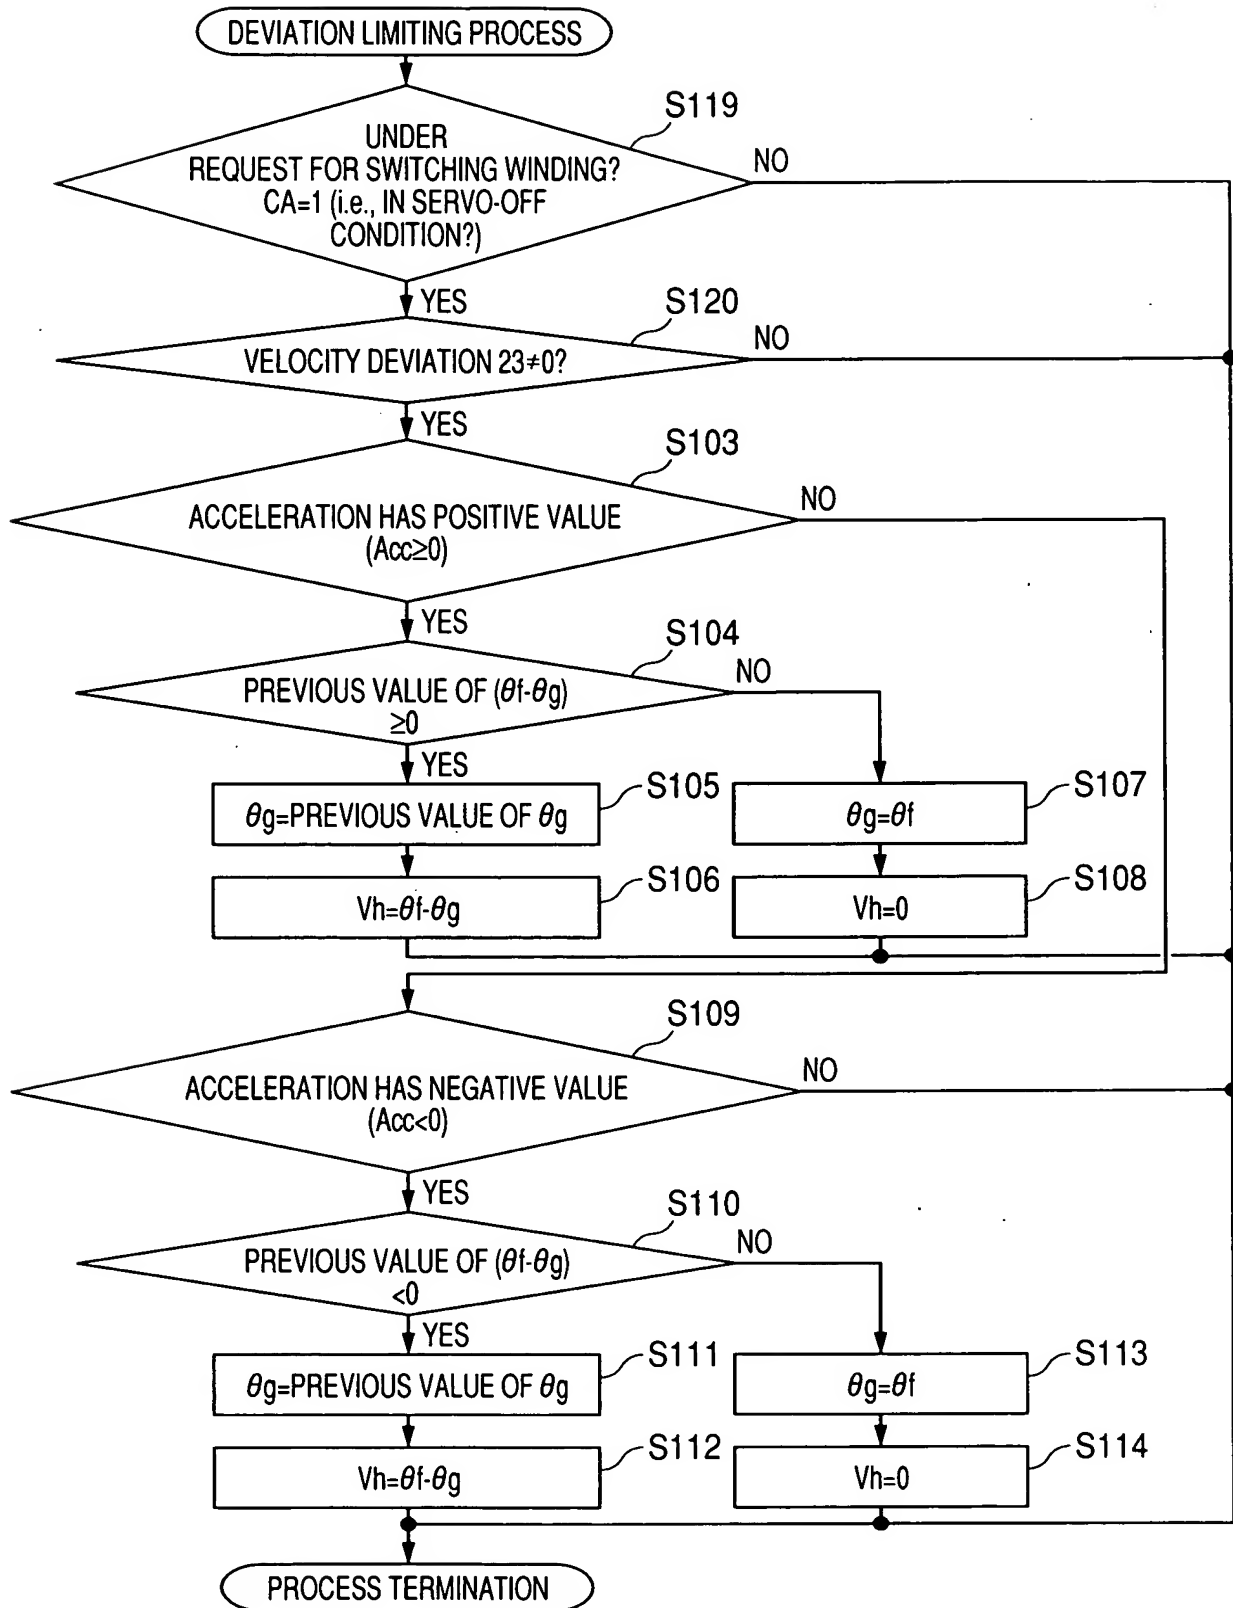 DEVIATION LIMITING PROCESS
S119
UNDER
REQUEST FOR SWITCHING WINDING?
CA=1 (i.e., IN SERVO-OFF
CONDITION?)
NO
YES
S120
VELOCITY DEVIATION 23≠0?
NO
YES
S103
ACCELERATION HAS POSITIVE VALUE
(Acc≥0)
NO
YES
S104
PREVIOUS VALUE OF (θf-θg)
≥0
NO
YES
S105
θg=PREVIOUS VALUE OF θg
S107
θg=θf
S106
Vh=θf-θg
S108
Vh=0
S109
ACCELERATION HAS NEGATIVE VALUE
(Acc<0)
NO
YES
S110
PREVIOUS VALUE OF (θf-θg)
<0
NO
YES
S111
θg=PREVIOUS VALUE OF θg
S113
θg=θf
S112
Vh=θf-θg
S114
Vh=0
PROCESS TERMINATION